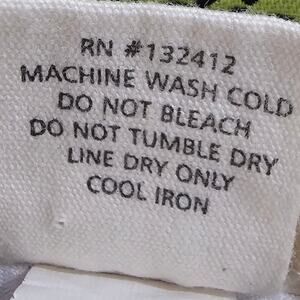 RN #132412
MACHINE WASH COLD
DO NOT BLEACH
DO NOT TUMBLE DRY
LINE DRY ONLY
COOL IRON